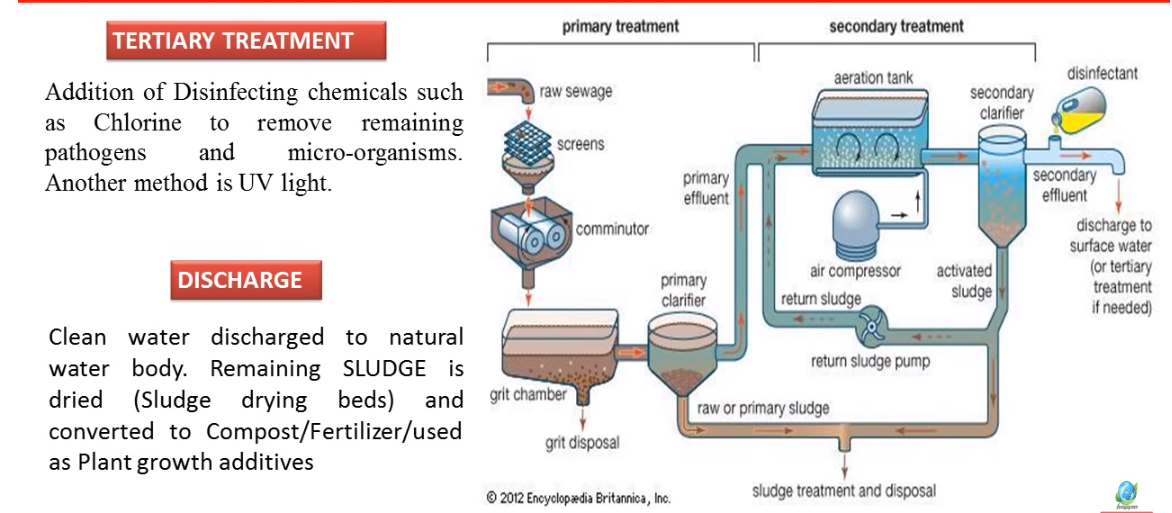 TERTIARY TREATMENT
Addition of Disinfecting chemicals such
as Chlorine to remove remaining
pathogens and micro-organisms.
Another method is UV light.
DISCHARGE
Clean water discharged to natural
water body. Remaining SLUDGE is
dried (Sludge drying beds) and
converted to Compost/Fertilizer/used
as Plant growth additives
primary treatment
secondary treatment
raw sewage
screens
comminutor
grit chamber
grit disposal
primary
clarifier
primary
effluent
raw or primary sludge
aeration tank
air compressor
return sludge
return sludge pump
activated
sludge
secondary
clarifier
disinfectant
secondary
effluent
discharge to
surface water
(or tertiary
treatment
if needed)
sludge treatment and disposal
© 2012 Encyclopædia Britannica, Inc.